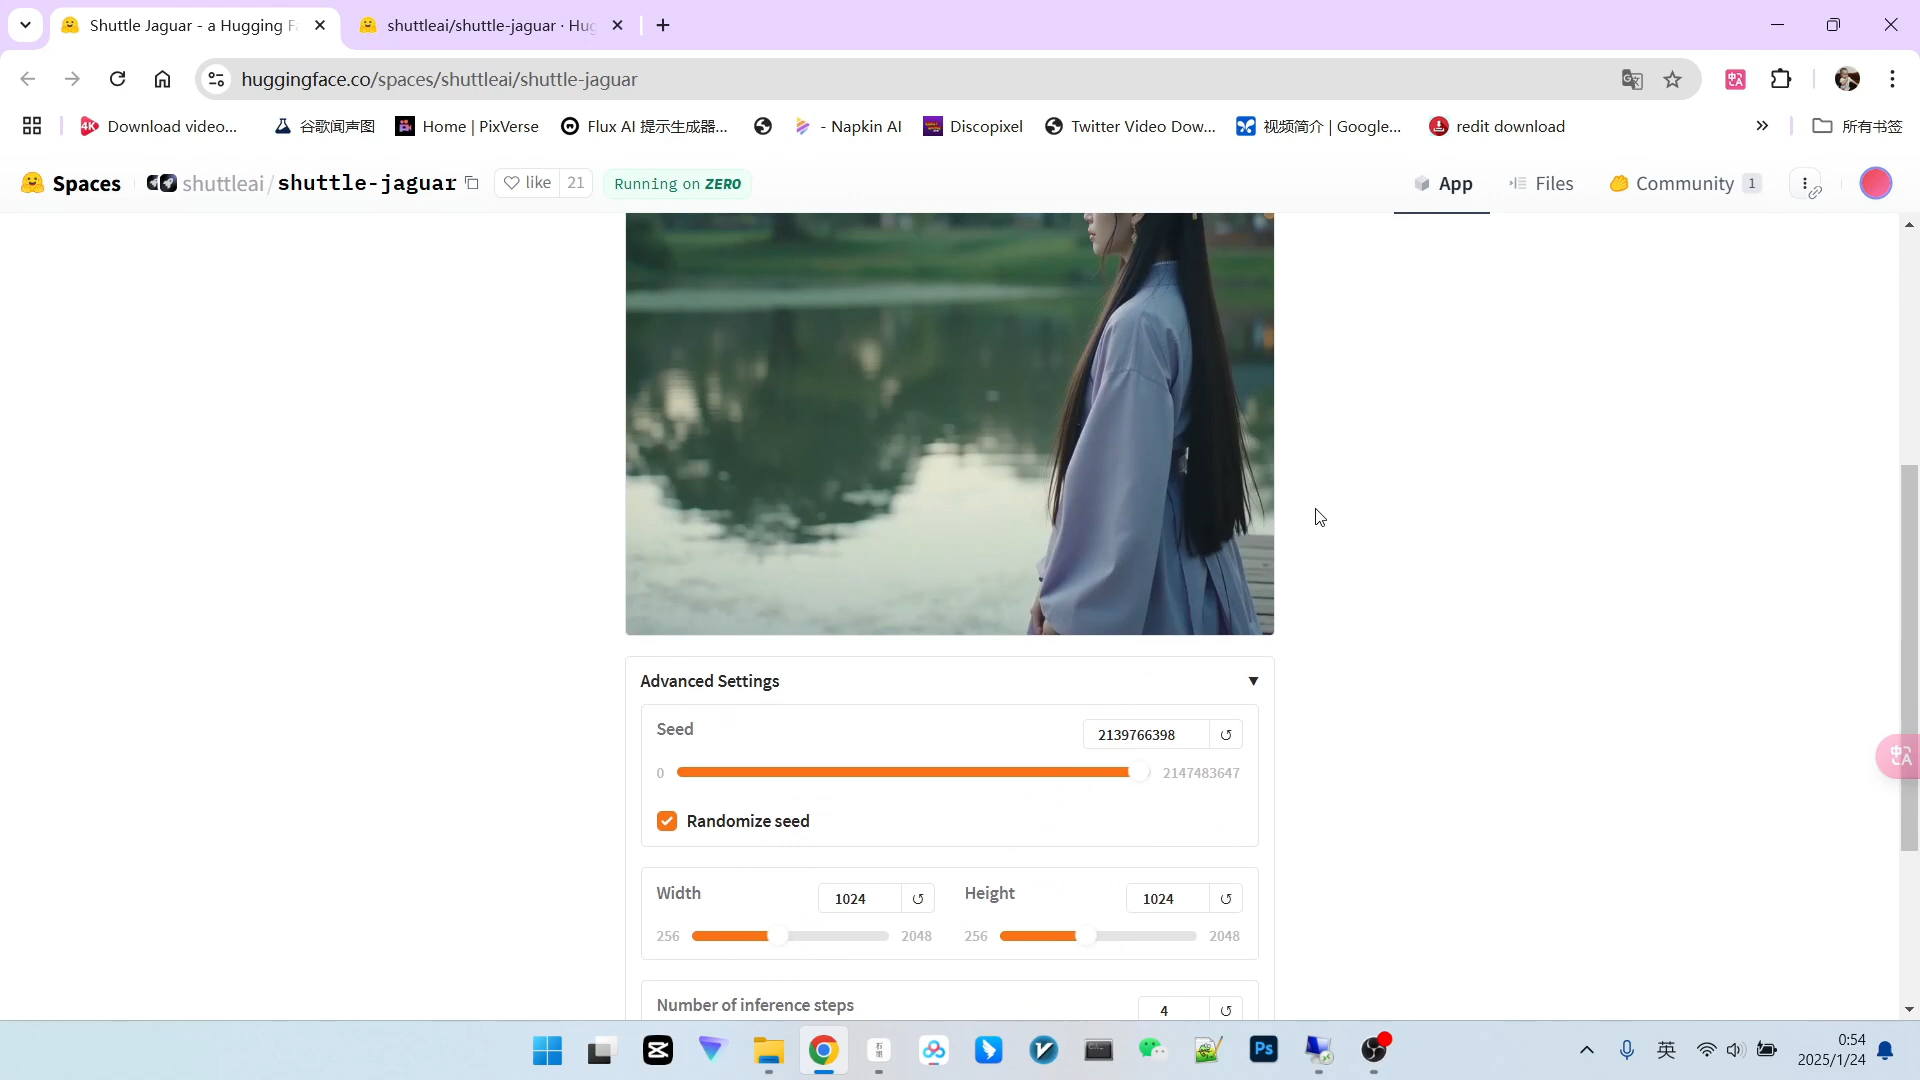 Shuttle Jaguar - a Hugging F
shuttleai/shuttle-jaguar · Hug
huggingface.co/spaces/shuttleai/shuttle-jaguar
4K Download video...
谷歌闻声图
Home | PixVerse
Flux AI 提示生成器...
- Napkin AI
Discopixel
Twitter Video Dow...
视频简介 | Google...
redit download
»
所有书签
Spaces
shuttleai/shuttle-jaguar
like 21
Running on ZERO
App
Files
Community 1
Advanced Settings
Seed
2139766398
0
2147483647
Randomize seed
Width
1024
Height
1024
256
2048
256
2048
Number of inference steps
4
石墨
Ps
英
0:54
2025/1/24